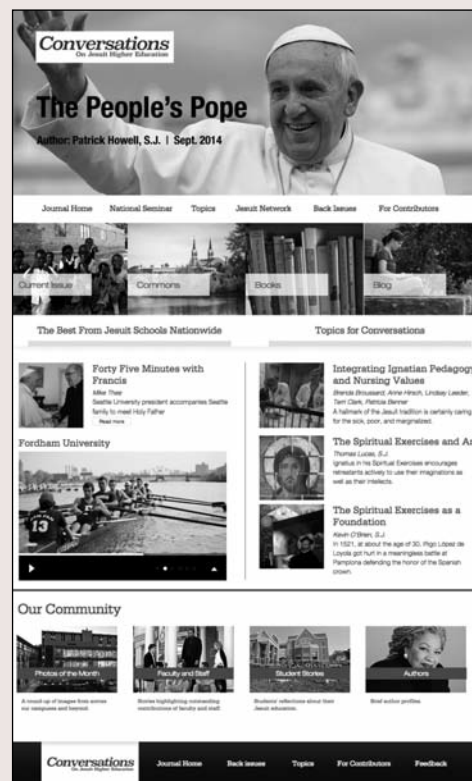 Conversations
On Jesuit Higher Education
The People's Pope
Author: Patrick Howell, S.J. | Sept. 2014
Journal Home National Seminar Topics Jesuit Network Back Issues For Contributors
Current Issue Commons Books Blog
The Best From Jesuit Schools Nationwide
Topics for Conversations
Forty Five Minutes with
Francis
Mike Thee
Seattle University president accompanies Seattle
family to meet Holy Father
Read more
Fordham University
13
Integrating Ignatian Pedagogy
and Nursing Values
Brenda Broussard, Anne Hirsch, Lindsay Leeder,
Terri Clark, Patricia Benner
A hallmark of the Jesuit tradition is certainly caring
for the sick, poor, and marginalized.
The Spiritual Exercises and
Thomas Lucas, S.J.
Ignatius in his Spiritual Exercises encourages
retreatants actively to use their imaginations as
well as their intellects.
The Spiritual Exercises as a
Foundation
Kevin O'Brien, S.J.
In 1521, at about the age of 30, Iñigo López de
Loyola got hurt in a meaningless battle at
Pamplona defending the honor of the Spanish
crown.
Our Community
Photos of the Month
A round up of images from across
our campuses and beyond.
Faculty and Staff
Stories highlighting outstanding
contributions of faculty and staff.
Student Stories
Students' reflections about their
Jesuit education.
Authors
Brief author profiles.
Conversations
On Jesuit Higher Education
Journal Home Back issues Topics For Contributors Feedback